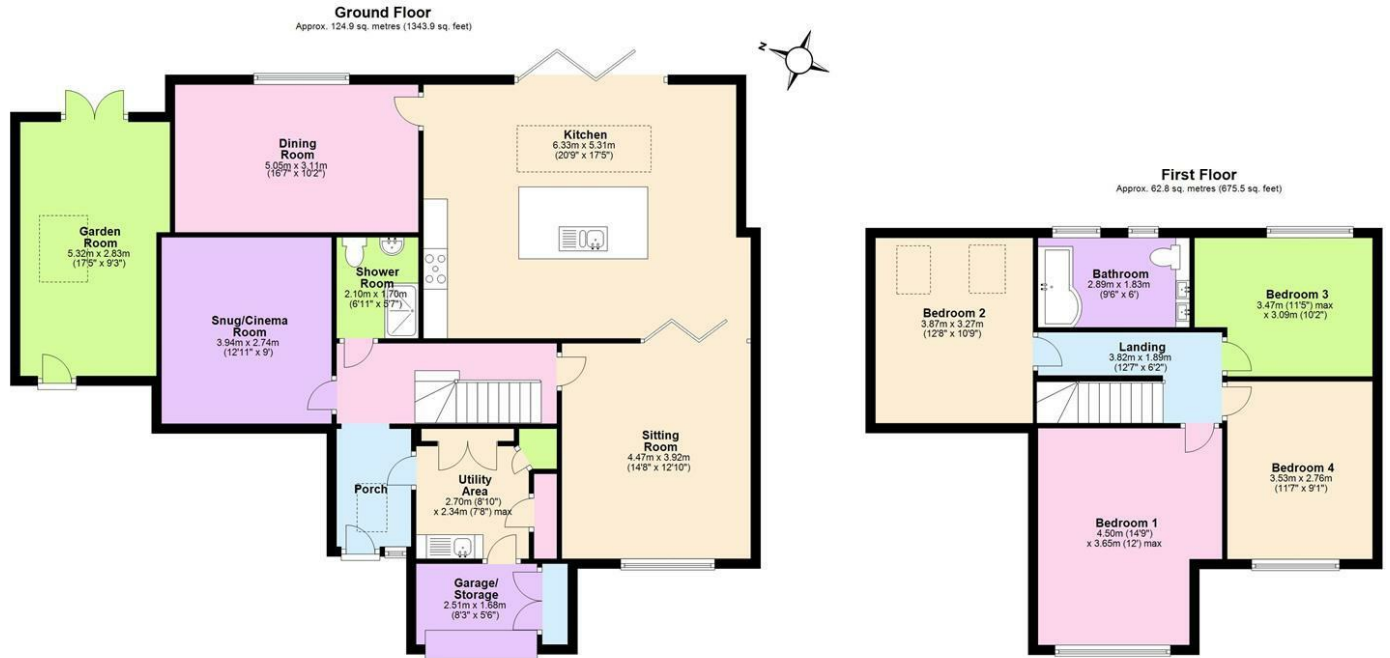 Ground Floor
Approx. 124.9 sq. metres (1343.9 sq. feet)
N
Dining
Room
5.05m x 3.11m
(16'7" x 10'2")
Kitchen
6.33m x 5.31m
(20'9" x 17'5")
Garden
Room
5.32m x 2.83m
(17'5" x 9'3")
Shower
Room
2.10m x 1.70m
(6'11" x 5'7")
Snug/Cinema
Room
3.94m x 2.74m
(12'11" x 9')
Sitting
Room
4.47m x 3.92m
(14'8" x 12'10")
Utility
Area
2.70m (8'10")
x 2.34m (7'8") max
Porch
Garage/
Storage
2.51m x 1.68m
(8'3" x 5'6")
First Floor
Approx. 62.8 sq. metres (675.5 sq. feet)
Bathroom
2.89m x 1.83m
(9'6" x 6')
Bedroom 3
3.47m (11'5") max
x 3.09m (10'2")
Bedroom 2
3.87m x 3.27m
(12'8" x 10'9")
Landing
3.82m x 1.89m
(12'7" x 6'2")
Bedroom 4
3.53m x 2.76m
(11'7" x 9'1")
Bedroom 1
4.50m (14'9")
x 3.65m (12') max